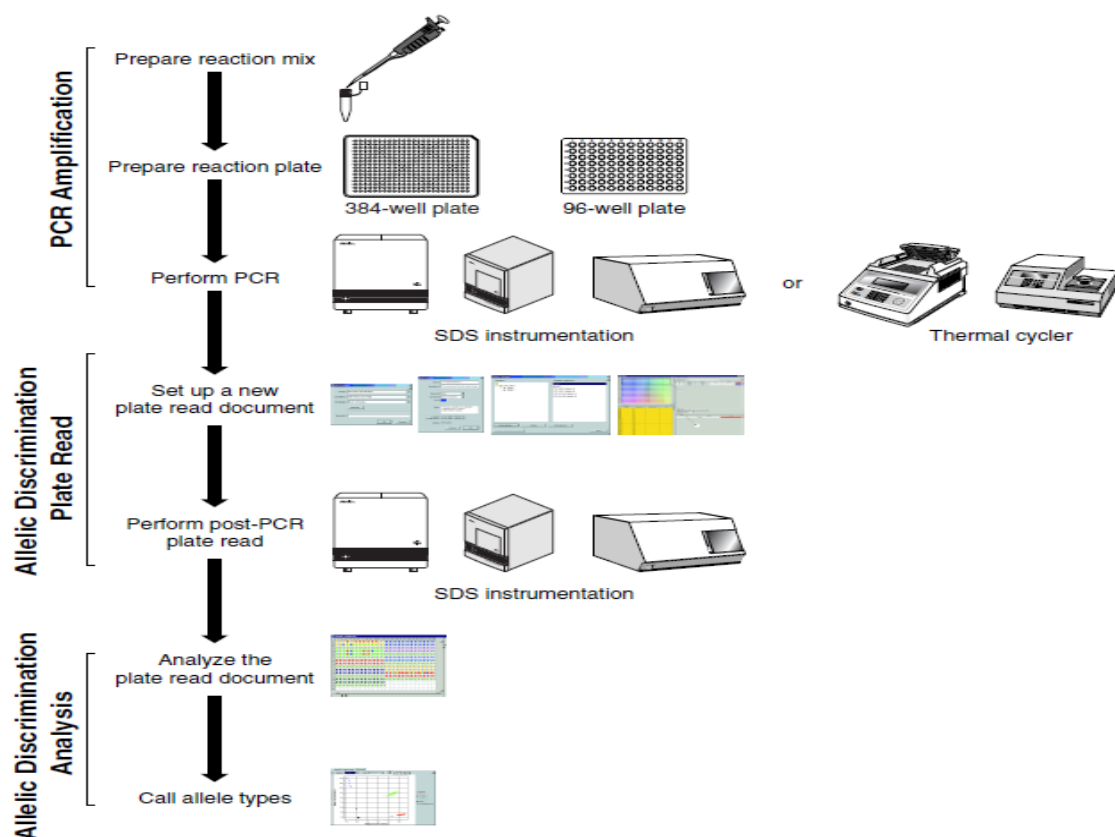 PCR Amplification
Prepare reaction mix
Prepare reaction plate
384-well plate
96-well plate
Perform PCR
SDS instrumentation
or
Thermal cycler
Allelic Discrimination
Plate Read
Set up a new
plate read document
Perform post-PCR
plate read
SDS instrumentation
Allelic Discrimination
Analysis
Analyze the
plate read document
Call allele types